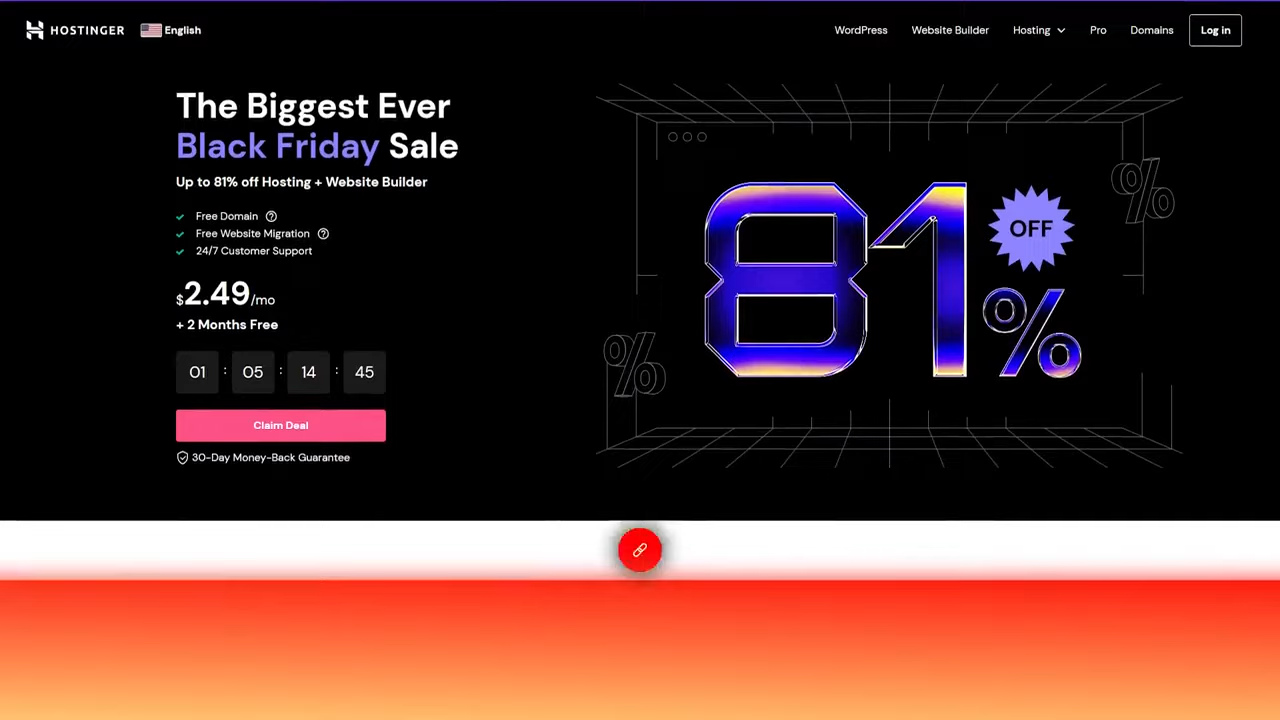 HOSTINGER English WordPress Website Builder Hosting Pro Domains Log in
The Biggest Ever
Black Friday Sale
Up to 81% off Hosting + Website Builder
Free Domain ?
Free Website Migration ?
24/7 Customer Support
$2.49/mo
+ 2 Months Free
01 : 05 : 14 : 45
Claim Deal
30-Day Money-Back Guarantee
81% OFF
%
%